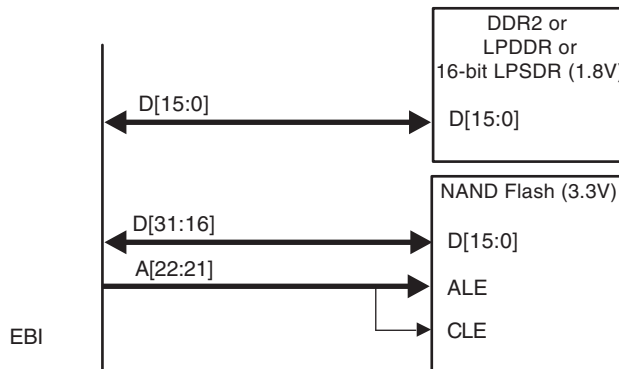 DDR2 or
LPDDR or
16-bit LPSDR (1.8V)
D[15:0]
D[15:0]
NAND Flash (3.3V)
D[31:16]
D[15:0]
A[22:21]
ALE
CLE
EBI